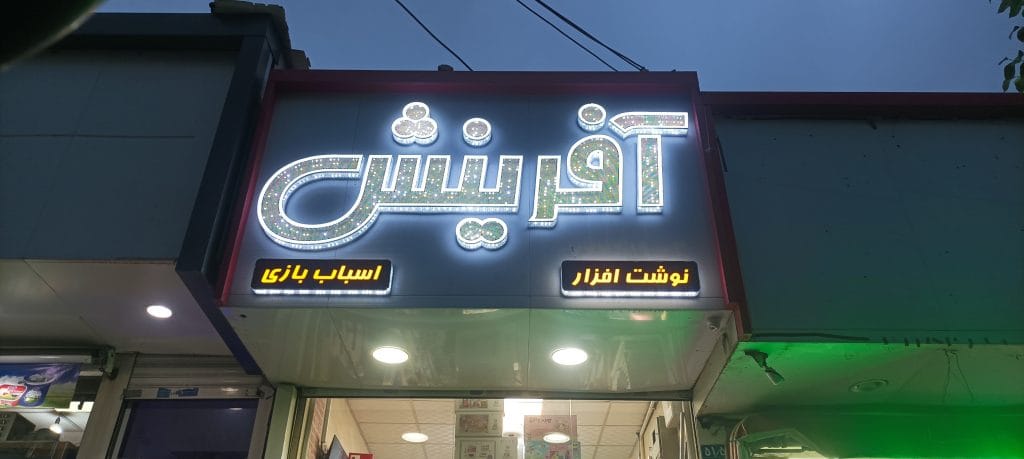 آفرینش
نوشت افزار
اسباب بازی